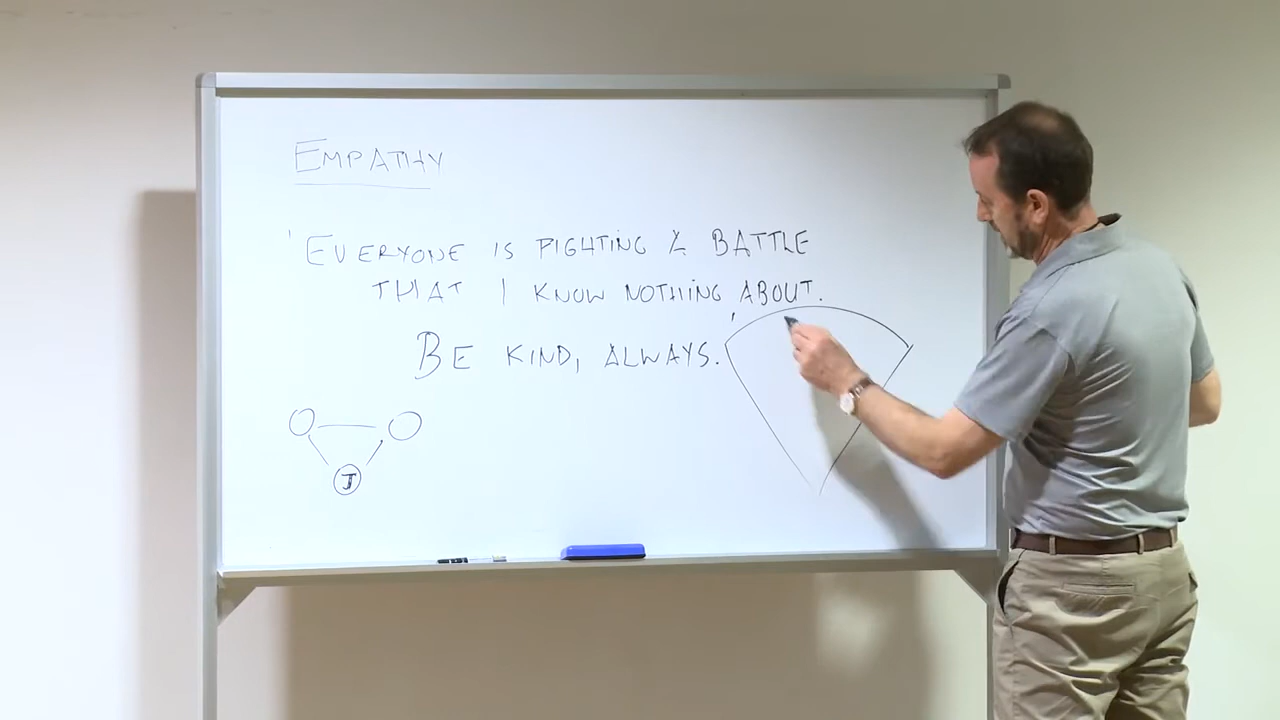 EMPATHY
'EVERYONE IS FIGHTING A BATTLE
THAT I KNOW NOTHING ABOUT.
BE KIND, ALWAYS.'
J